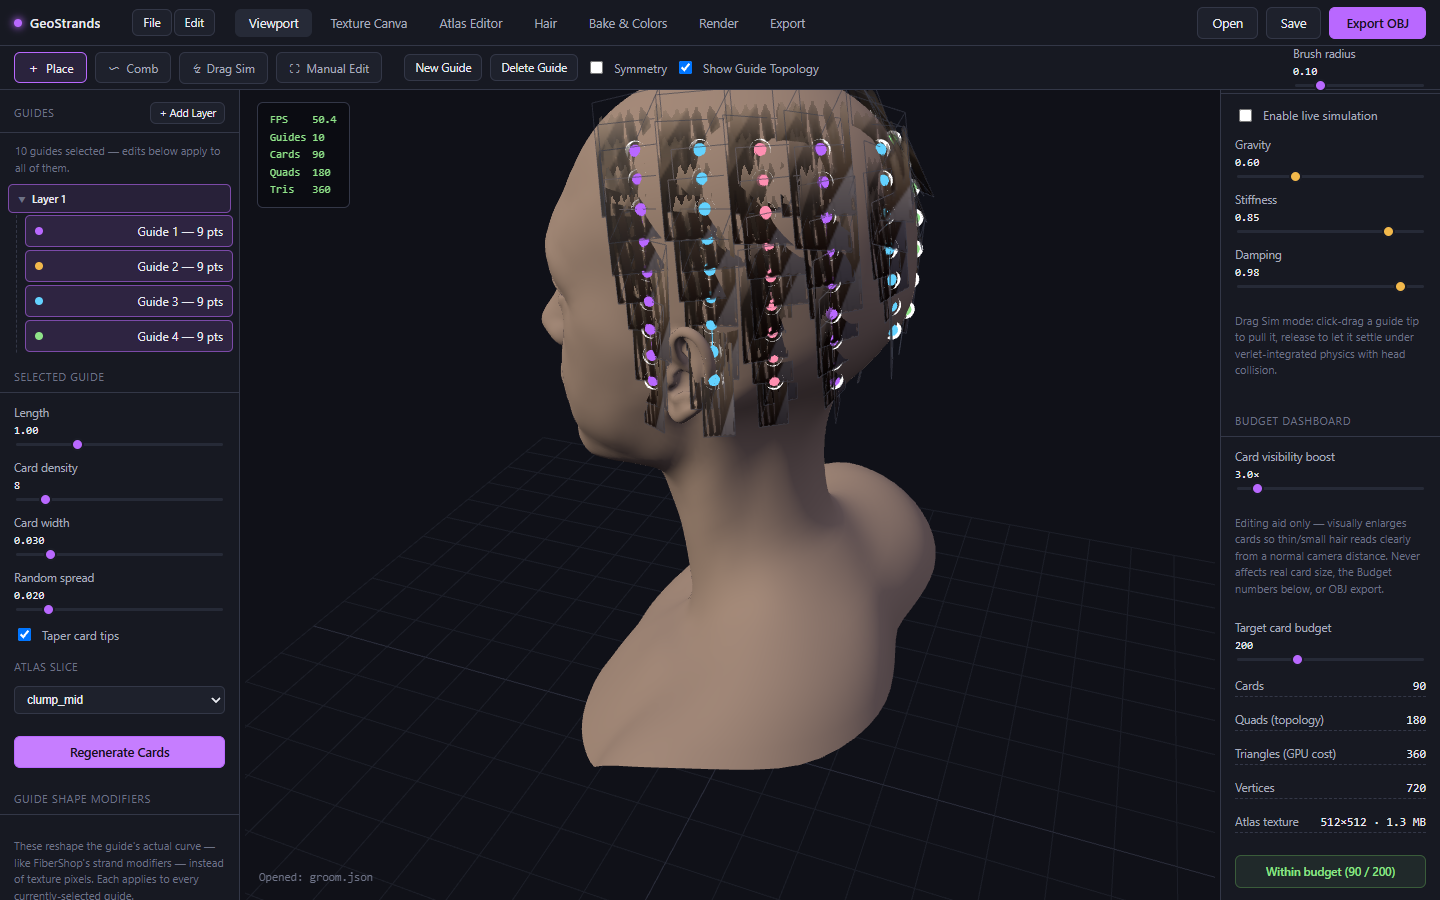 GeoStrands
File
Edit
Viewport
Texture Canva
Atlas Editor
Hair
Bake & Colors
Render
Export
Open
Save
Export OBJ
Place
Comb
Drag Sim
Manual Edit
New Guide
Delete Guide
Symmetry
Show Guide Topology
Brush radius
0.10
GUIDES
+ Add Layer
10 guides selected — edits below apply to
all of them.
Layer 1
Guide 1 — 9 pts
Guide 2 — 9 pts
Guide 3 — 9 pts
Guide 4 — 9 pts
SELECTED GUIDE
Length
1.00
Card density
8
Card width
0.030
Random spread
0.020
Taper card tips
ATLAS SLICE
clump_mid
Regenerate Cards
GUIDE SHAPE MODIFIERS
These reshape the guide's actual curve —
like FiberShop's strand modifiers — instead
of texture pixels. Each applies to every
currently-selected guide.
FPS 50.4
Guides 10
Cards 90
Quads 180
Tris 360
Opened: groom.json
Enable live simulation
Gravity
0.60
Stiffness
0.85
Damping
0.98
Drag Sim mode: click-drag a guide tip
to pull it, release to let it settle under
verlet-integrated physics with head
collision.
BUDGET DASHBOARD
Card visibility boost
3.0×
Editing aid only — visually enlarges
cards so thin/small hair reads clearly
from a normal camera distance. Never
affects real card size, the Budget
numbers below, or OBJ export.
Target card budget
200
Cards 90
Quads (topology) 180
Triangles (GPU cost) 360
Vertices 720
Atlas texture 512×512 · 1.3 MB
Within budget (90 / 200)